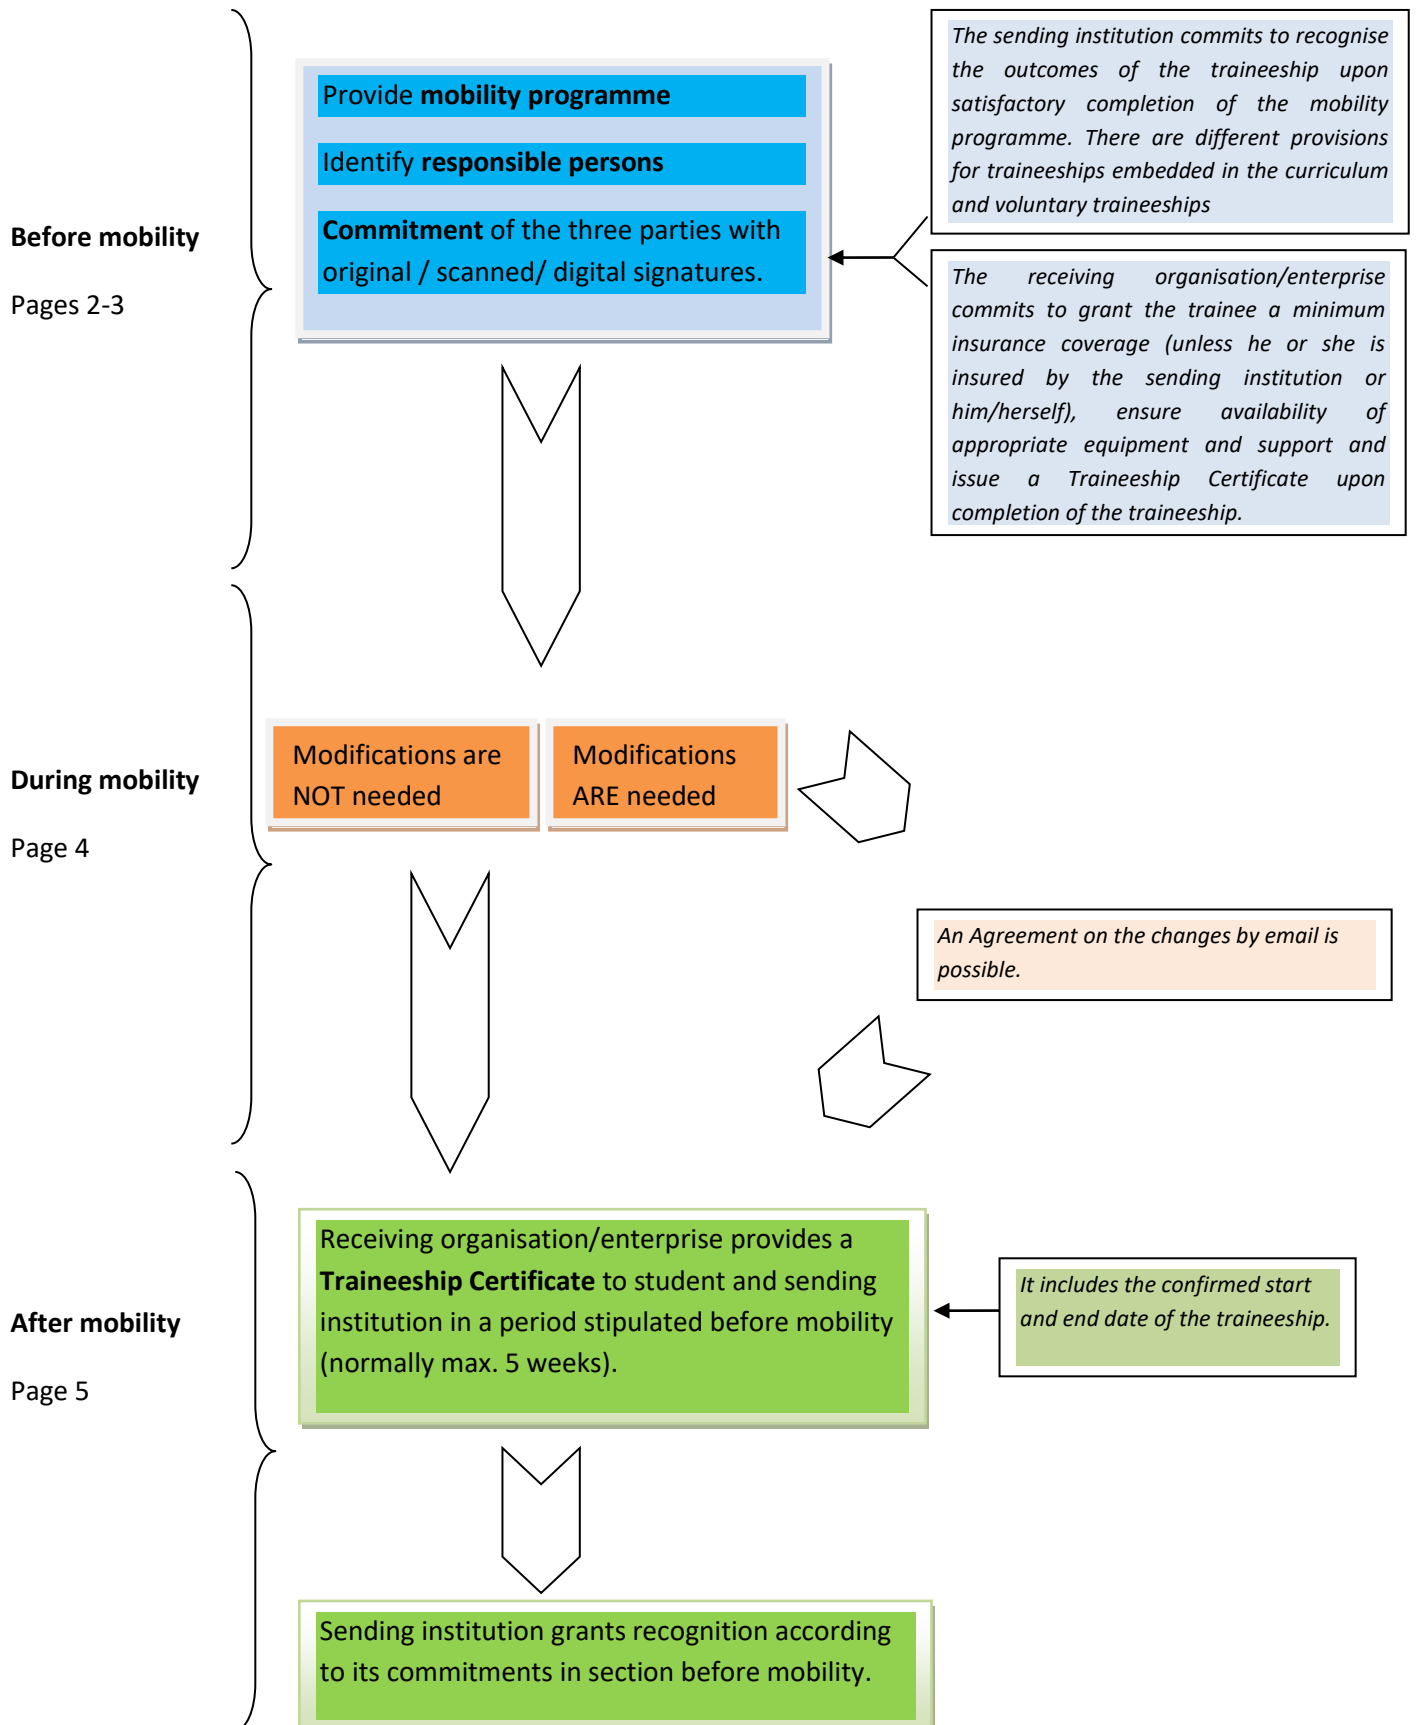 Before mobility
Pages 2-3
Provide mobility programme
Identify responsible persons
Commitment of the three parties with
original / scanned/ digital signatures.
The sending institution commits to recognise
the outcomes of the traineeship upon
satisfactory completion of the mobility
programme. There are different provisions
for traineeships embedded in the curriculum
and voluntary traineeships
The receiving organisation/enterprise
commits to grant the trainee a minimum
insurance coverage (unless he or she is
insured by the sending institution or
him/herself), ensure availability of
appropriate equipment and support and
issue a Traineeship Certificate upon
completion of the traineeship.
During mobility
Page 4
Modifications are
NOT needed
Modifications
ARE needed
An Agreement on the changes by email is
possible.
After mobility
Page 5
Receiving organisation/enterprise provides a
Traineeship Certificate to student and sending
institution in a period stipulated before mobility
(normally max. 5 weeks).
It includes the confirmed start
and end date of the traineeship.
Sending institution grants recognition according
to its commitments in section before mobility.